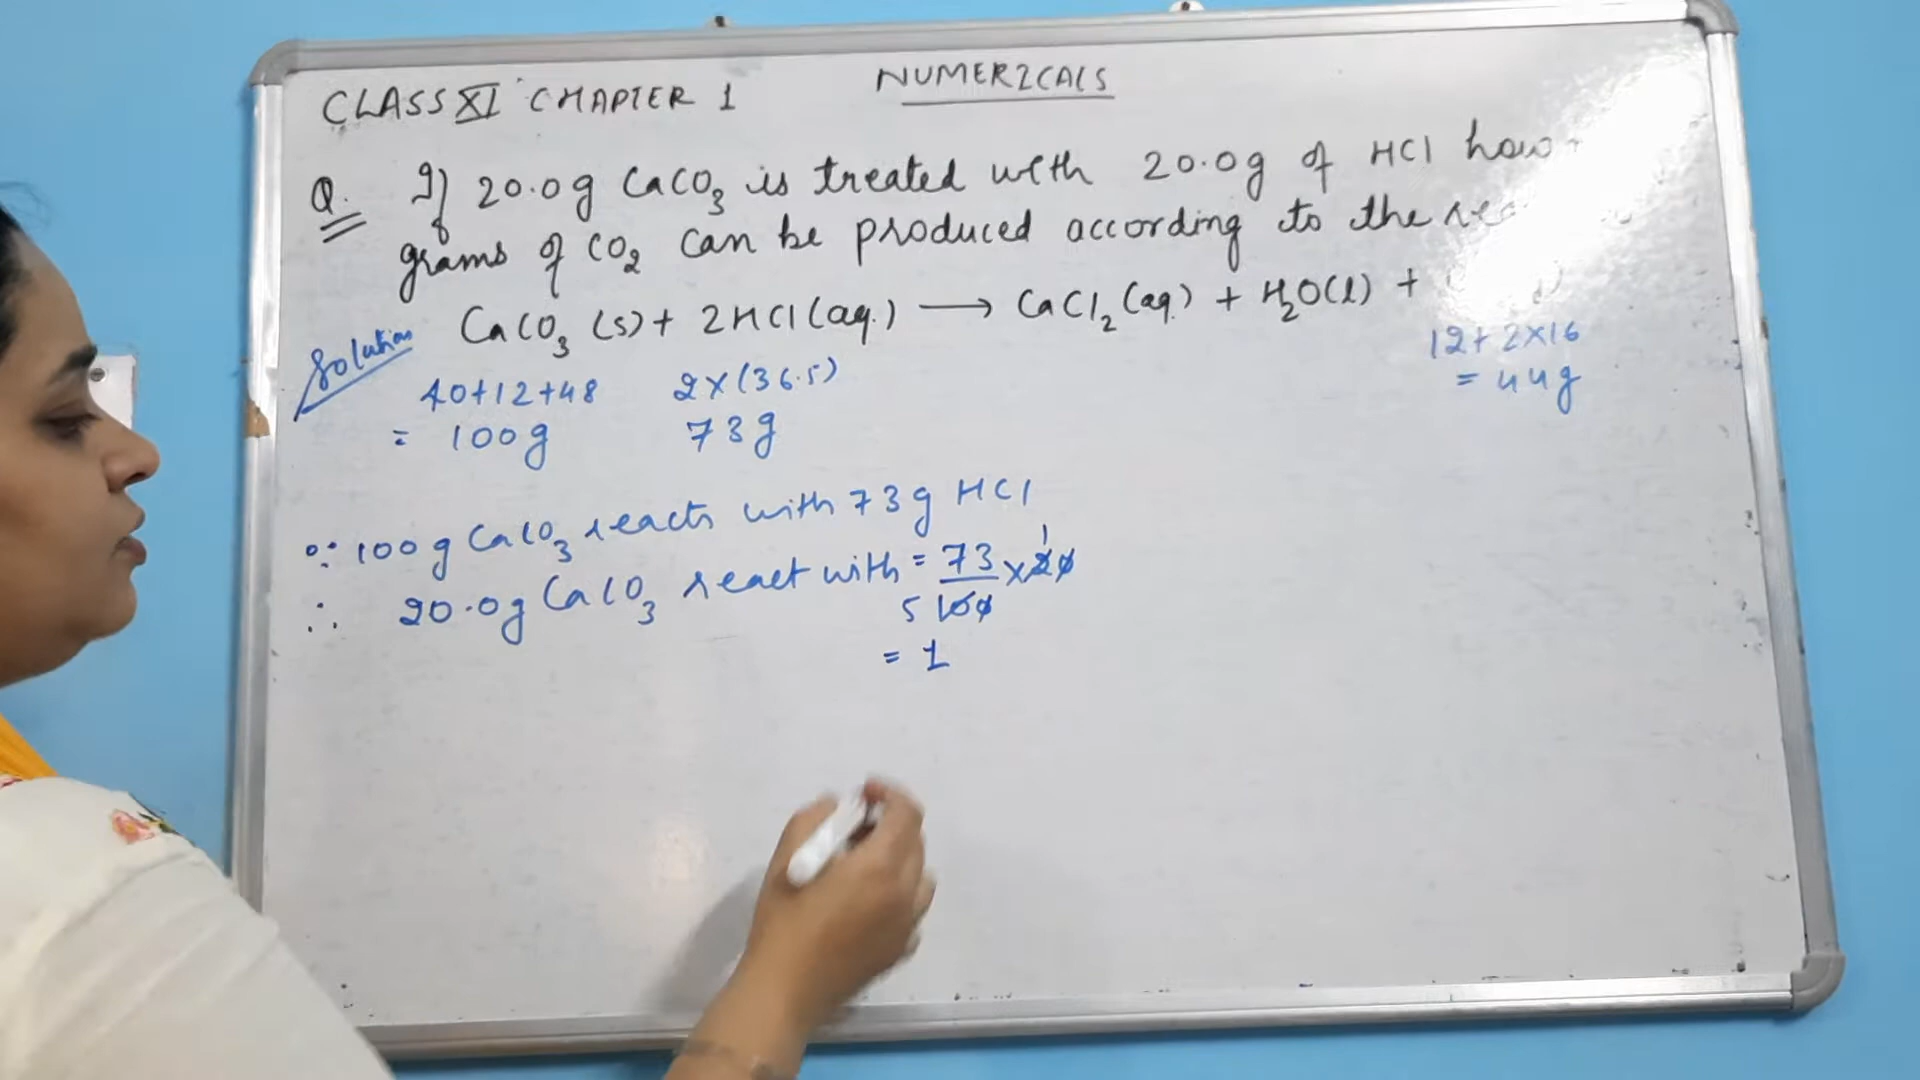 CLASS XI CHAPTER 1
NUMERICALS
Q. If 20.0g CaCO₃ is treated with 20.0g of HCl how
grams of CO₂ can be produced according to the
CaCO₃ (s) + 2HCl (aq.) ⟶ CaCl₂ (aq.) + H₂O(l) +
Solution
40+12+48
= 100g
2×(36.5)
73g
12+2×16
= 44g
∵ 100g CaCO₃ reacts with 73g HCl
∴ 20.0g CaCO₃ react with = 73/100 × 20
5 1
= 1